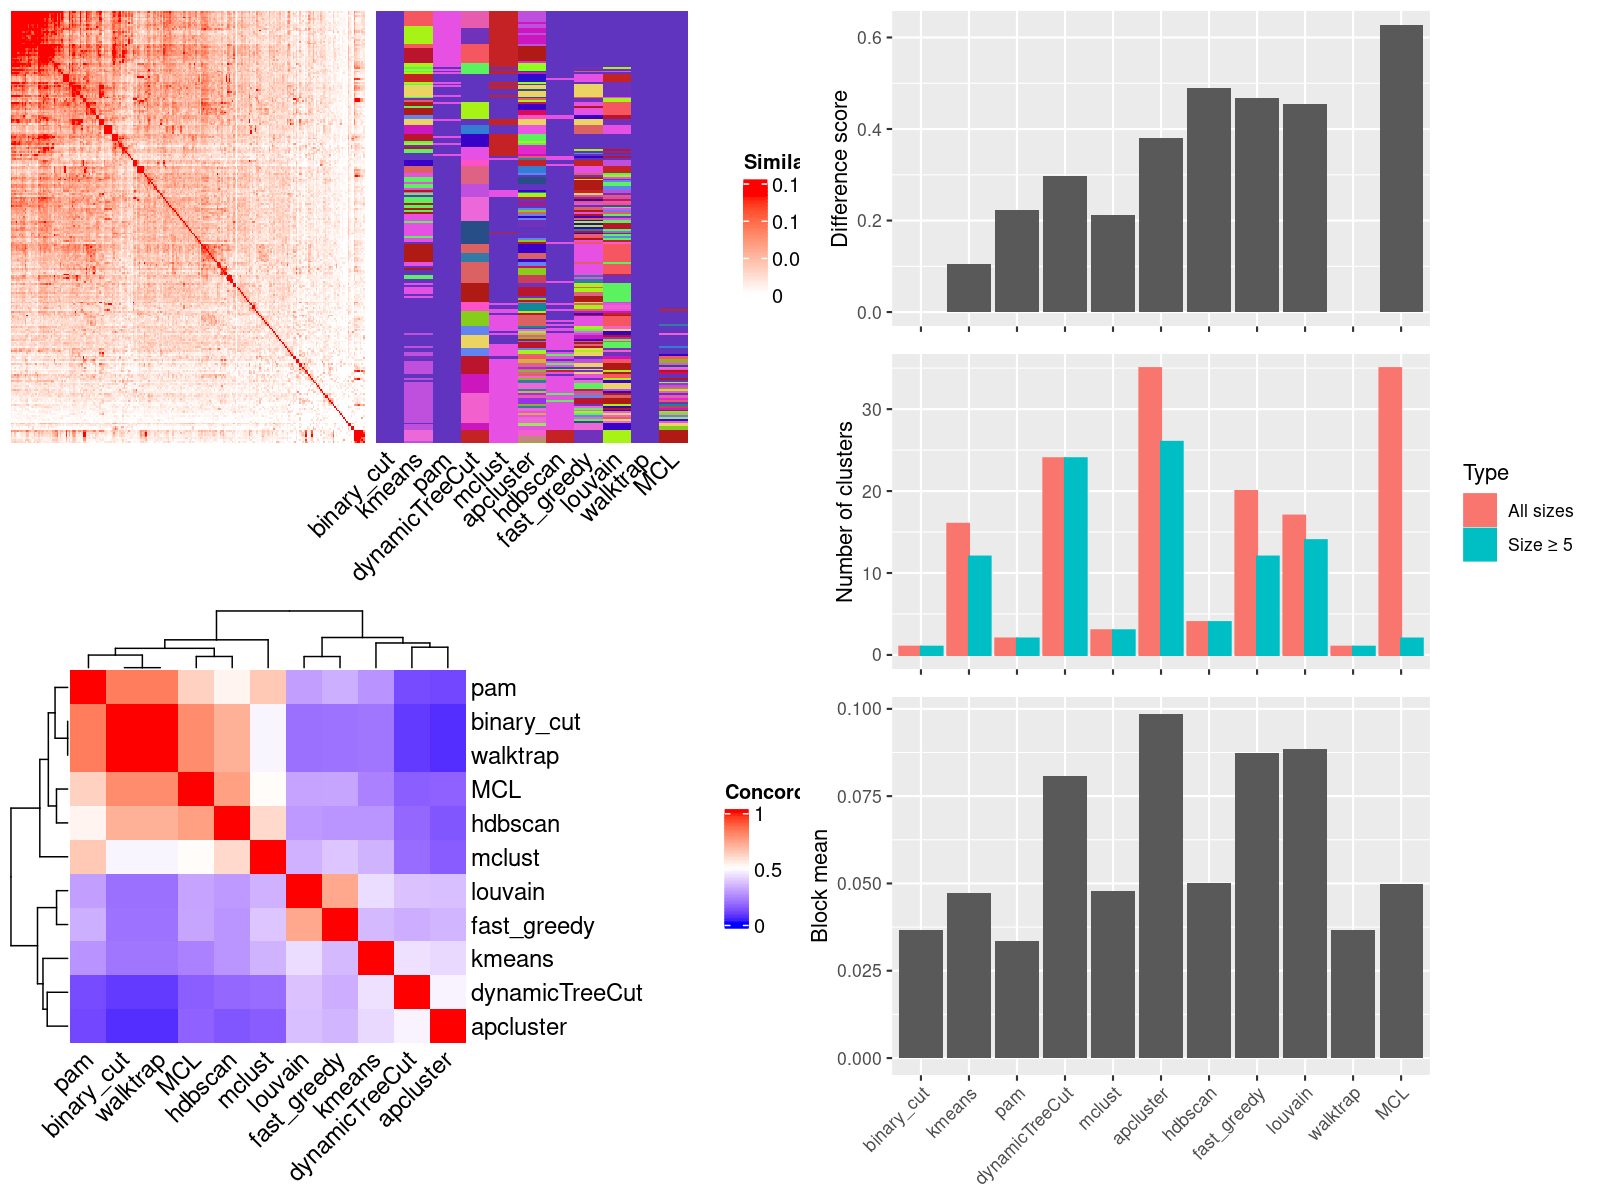 Simila
0.1
0.1
0.0
0
binary_cut
kmeans
pam
dynamicTreeCut
mclust
apcluster
hdbscan
fast_greedy
louvain
walktrap
MCL
pam
binary_cut
walktrap
MCL
hdbscan
mclust
louvain
fast_greedy
kmeans
dynamicTreeCut
apcluster
pam
binary_cut
walktrap
MCL
hdbscan
mclust
louvain
fast_greedy
kmeans
dynamicTreeCut
apcluster
Concord
1
0.5
0
Difference score
0.6
0.4
0.2
0.0
Number of clusters
30
20
10
0
Type
All sizes
Size ≥ 5
Block mean
0.100
0.075
0.050
0.025
0.000
binary_cut
kmeans
pam
dynamicTreeCut
mclust
apcluster
hdbscan
fast_greedy
louvain
walktrap
MCL